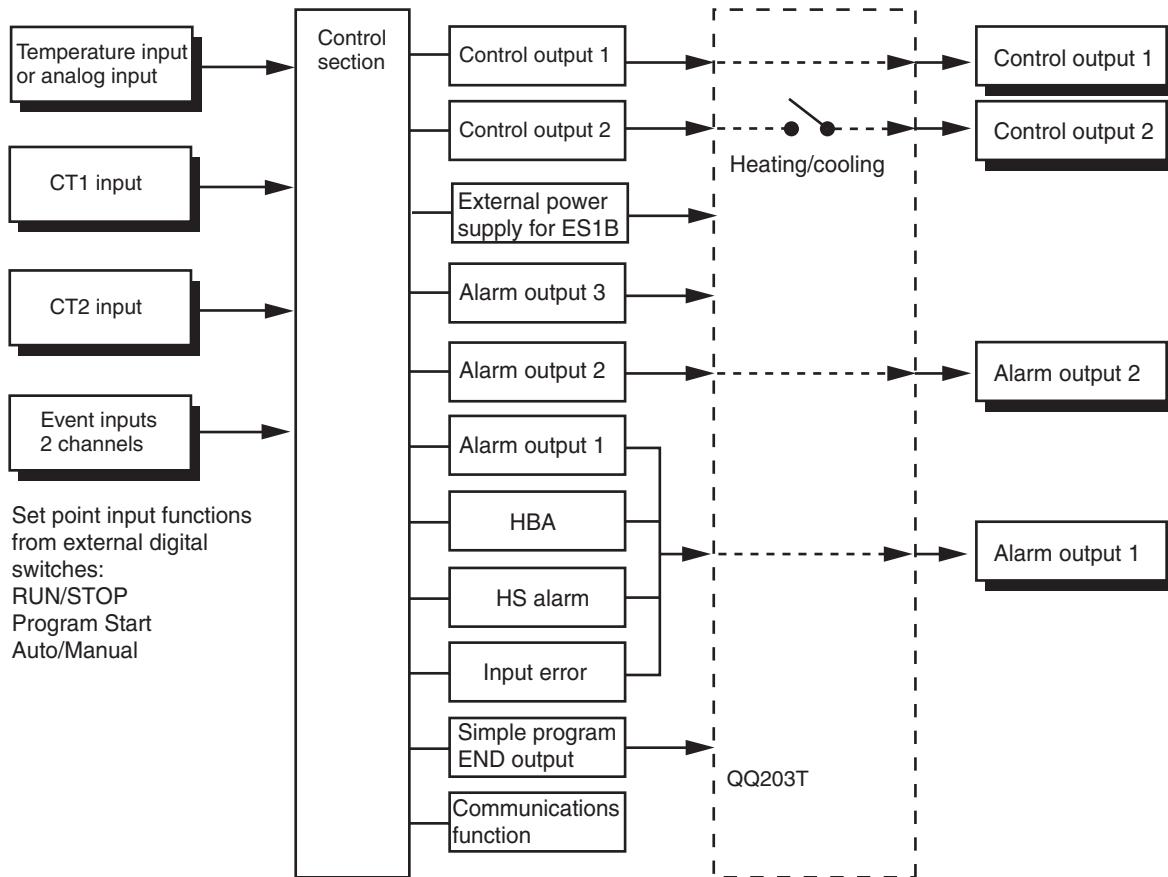 Temperature input
or analog input
CT1 input
CT2 input
Event inputs
2 channels
Set point input functions
from external digital
switches:
RUN/STOP
Program Start
Auto/Manual
Control
section
Control output 1
Control output 2
External power
supply for ES1B
Alarm output 3
Alarm output 2
Alarm output 1
HBA
HS alarm
Input error
Simple program
END output
Communications
function
Heating/cooling
QQ203T
Control output 1
Control output 2
Alarm output 2
Alarm output 1